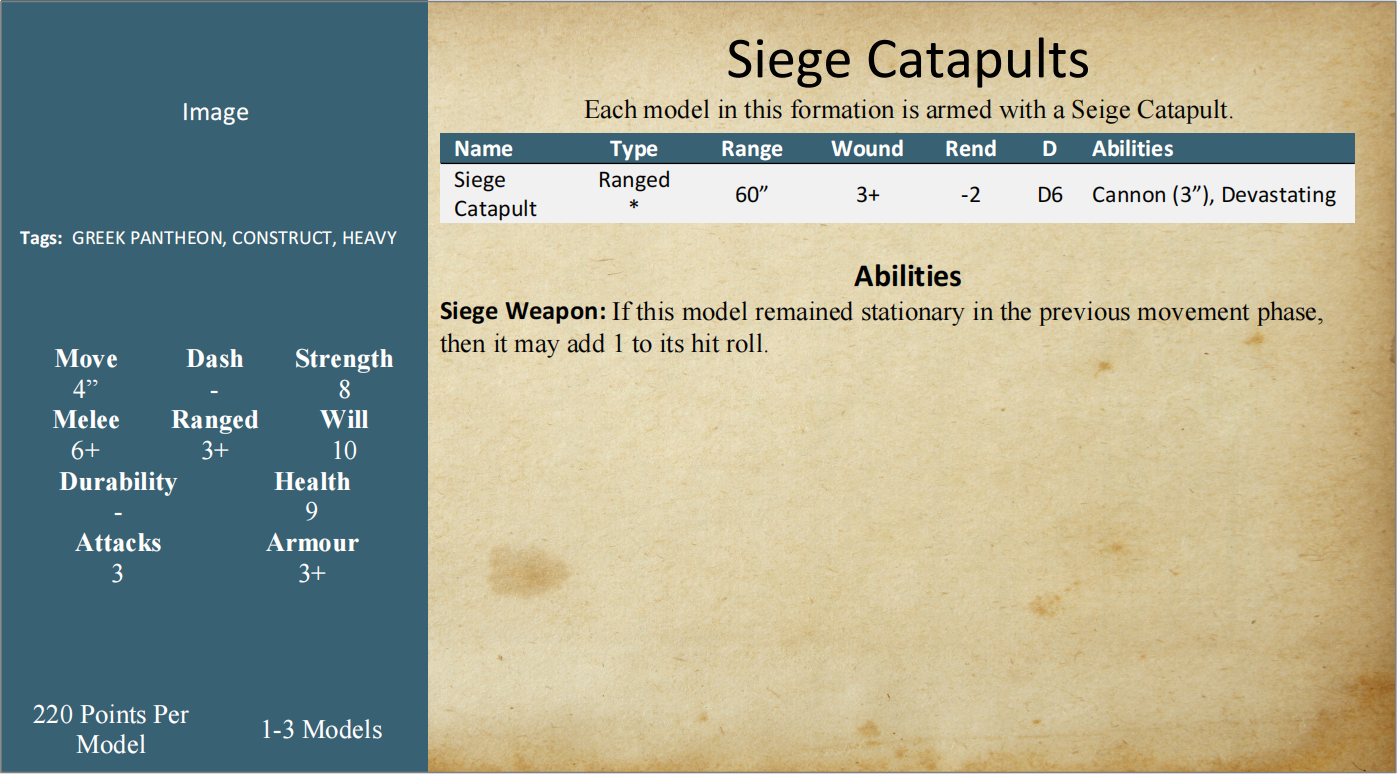 Image
Tags: GREEK PANTHEON, CONSTRUCT, HEAVY
Move Dash Strength
4” - 8
Melee Ranged Will
6+ 3+ 10
Durability Health
- 9
Attacks Armour
3 3+
220 Points Per
Model
1-3 Models
Siege Catapults
Each model in this formation is armed with a Seige Catapult.
Name Type Range Wound Rend D Abilities
Siege
Catapult
Ranged
*
60” 3+ -2 D6 Cannon (3”), Devastating
Abilities
Siege Weapon: If this model remained stationary in the previous movement phase,
then it may add 1 to its hit roll.